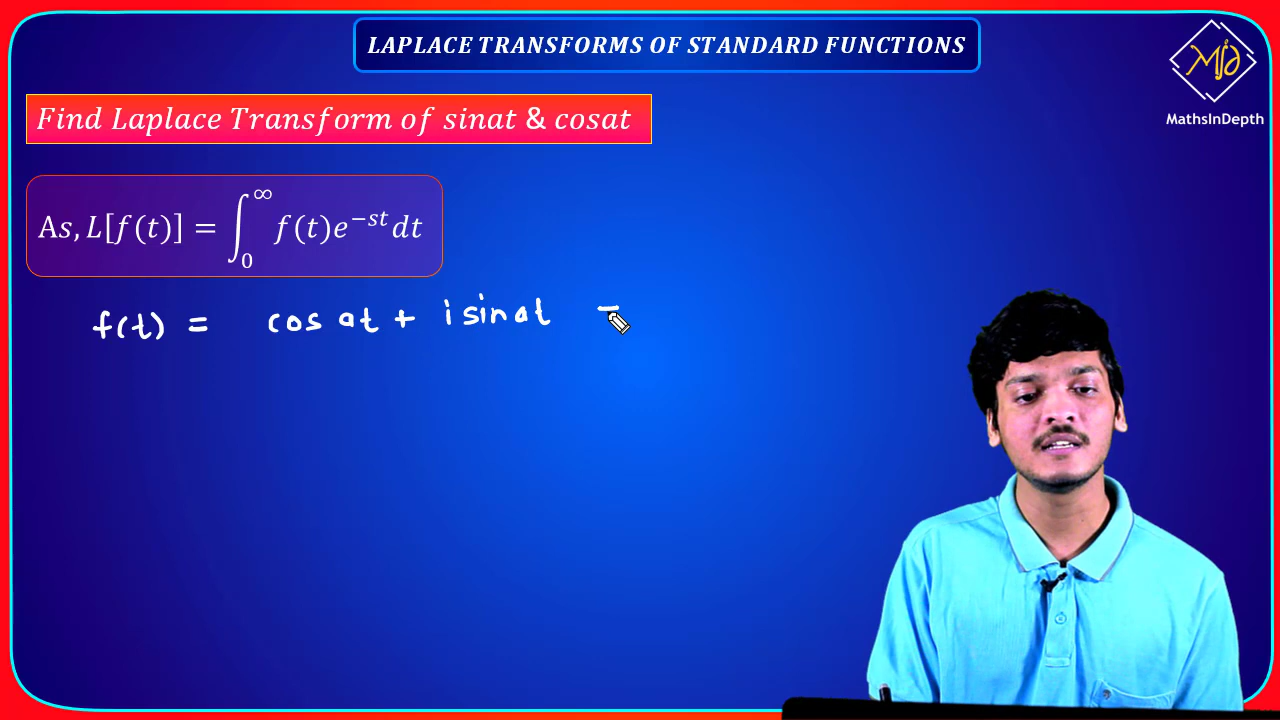 LAPLACE TRANSFORMS OF STANDARD FUNCTIONS
MJD
MathsInDepth
Find Laplace Transform of sinat & cosat
As, L[f(t)] = ∫₀^∞ f(t)e^{-st}dt
f(t) = cos at + i sin at =